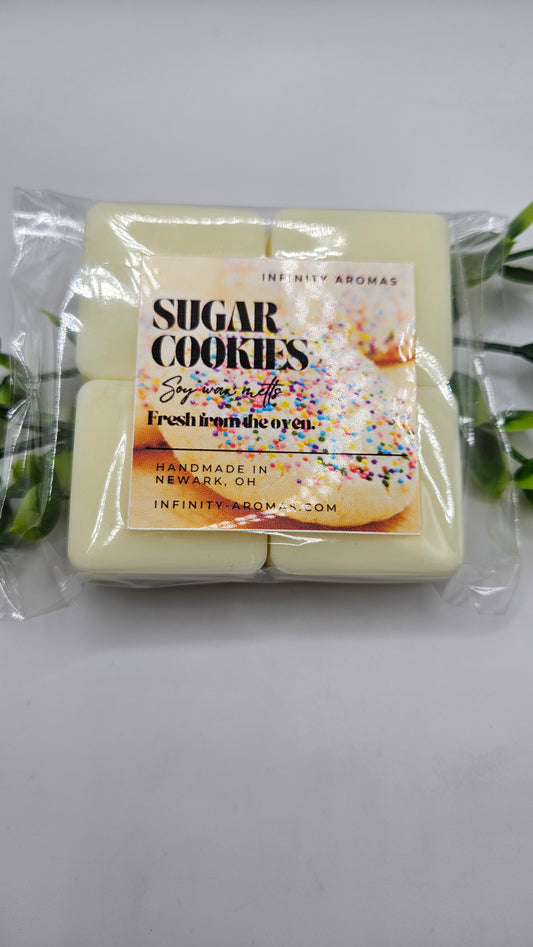 INFINITY AROMAS
SUGAR
COOKIES
Soy wax melts
Fresh from the oven.
HANDMADE IN
NEWARK, OH
INFINITY-AROMAS.COM